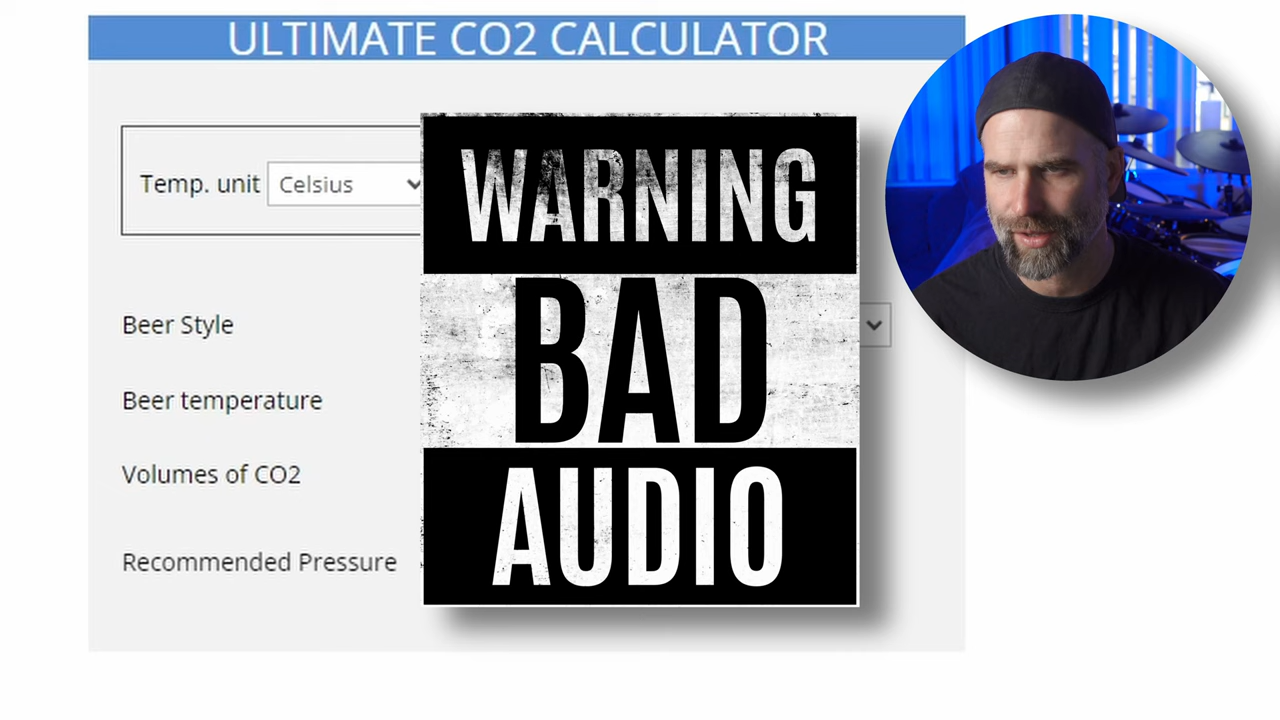 ULTIMATE CO2 CALCULATOR
Temp. unit Celsius
WARNING
BAD
AUDIO
Beer Style
Beer temperature
Volumes of CO2
Recommended Pressure